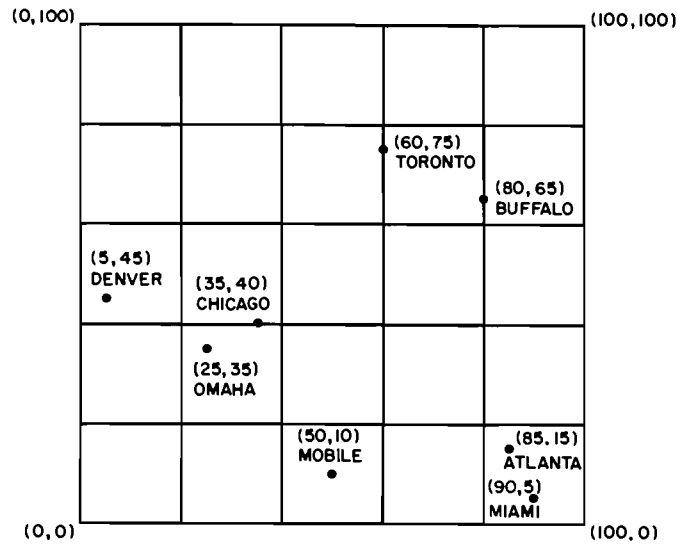 (0,100)
(100,100)
(60,75)
TORONTO
(80,65)
BUFFALO
(5,45)
DENVER
(35,40)
CHICAGO
(25,35)
OMAHA
(50,10)
MOBILE
(85,15)
ATLANTA
(90,5)
MIAMI
(0,0)
(100,0)